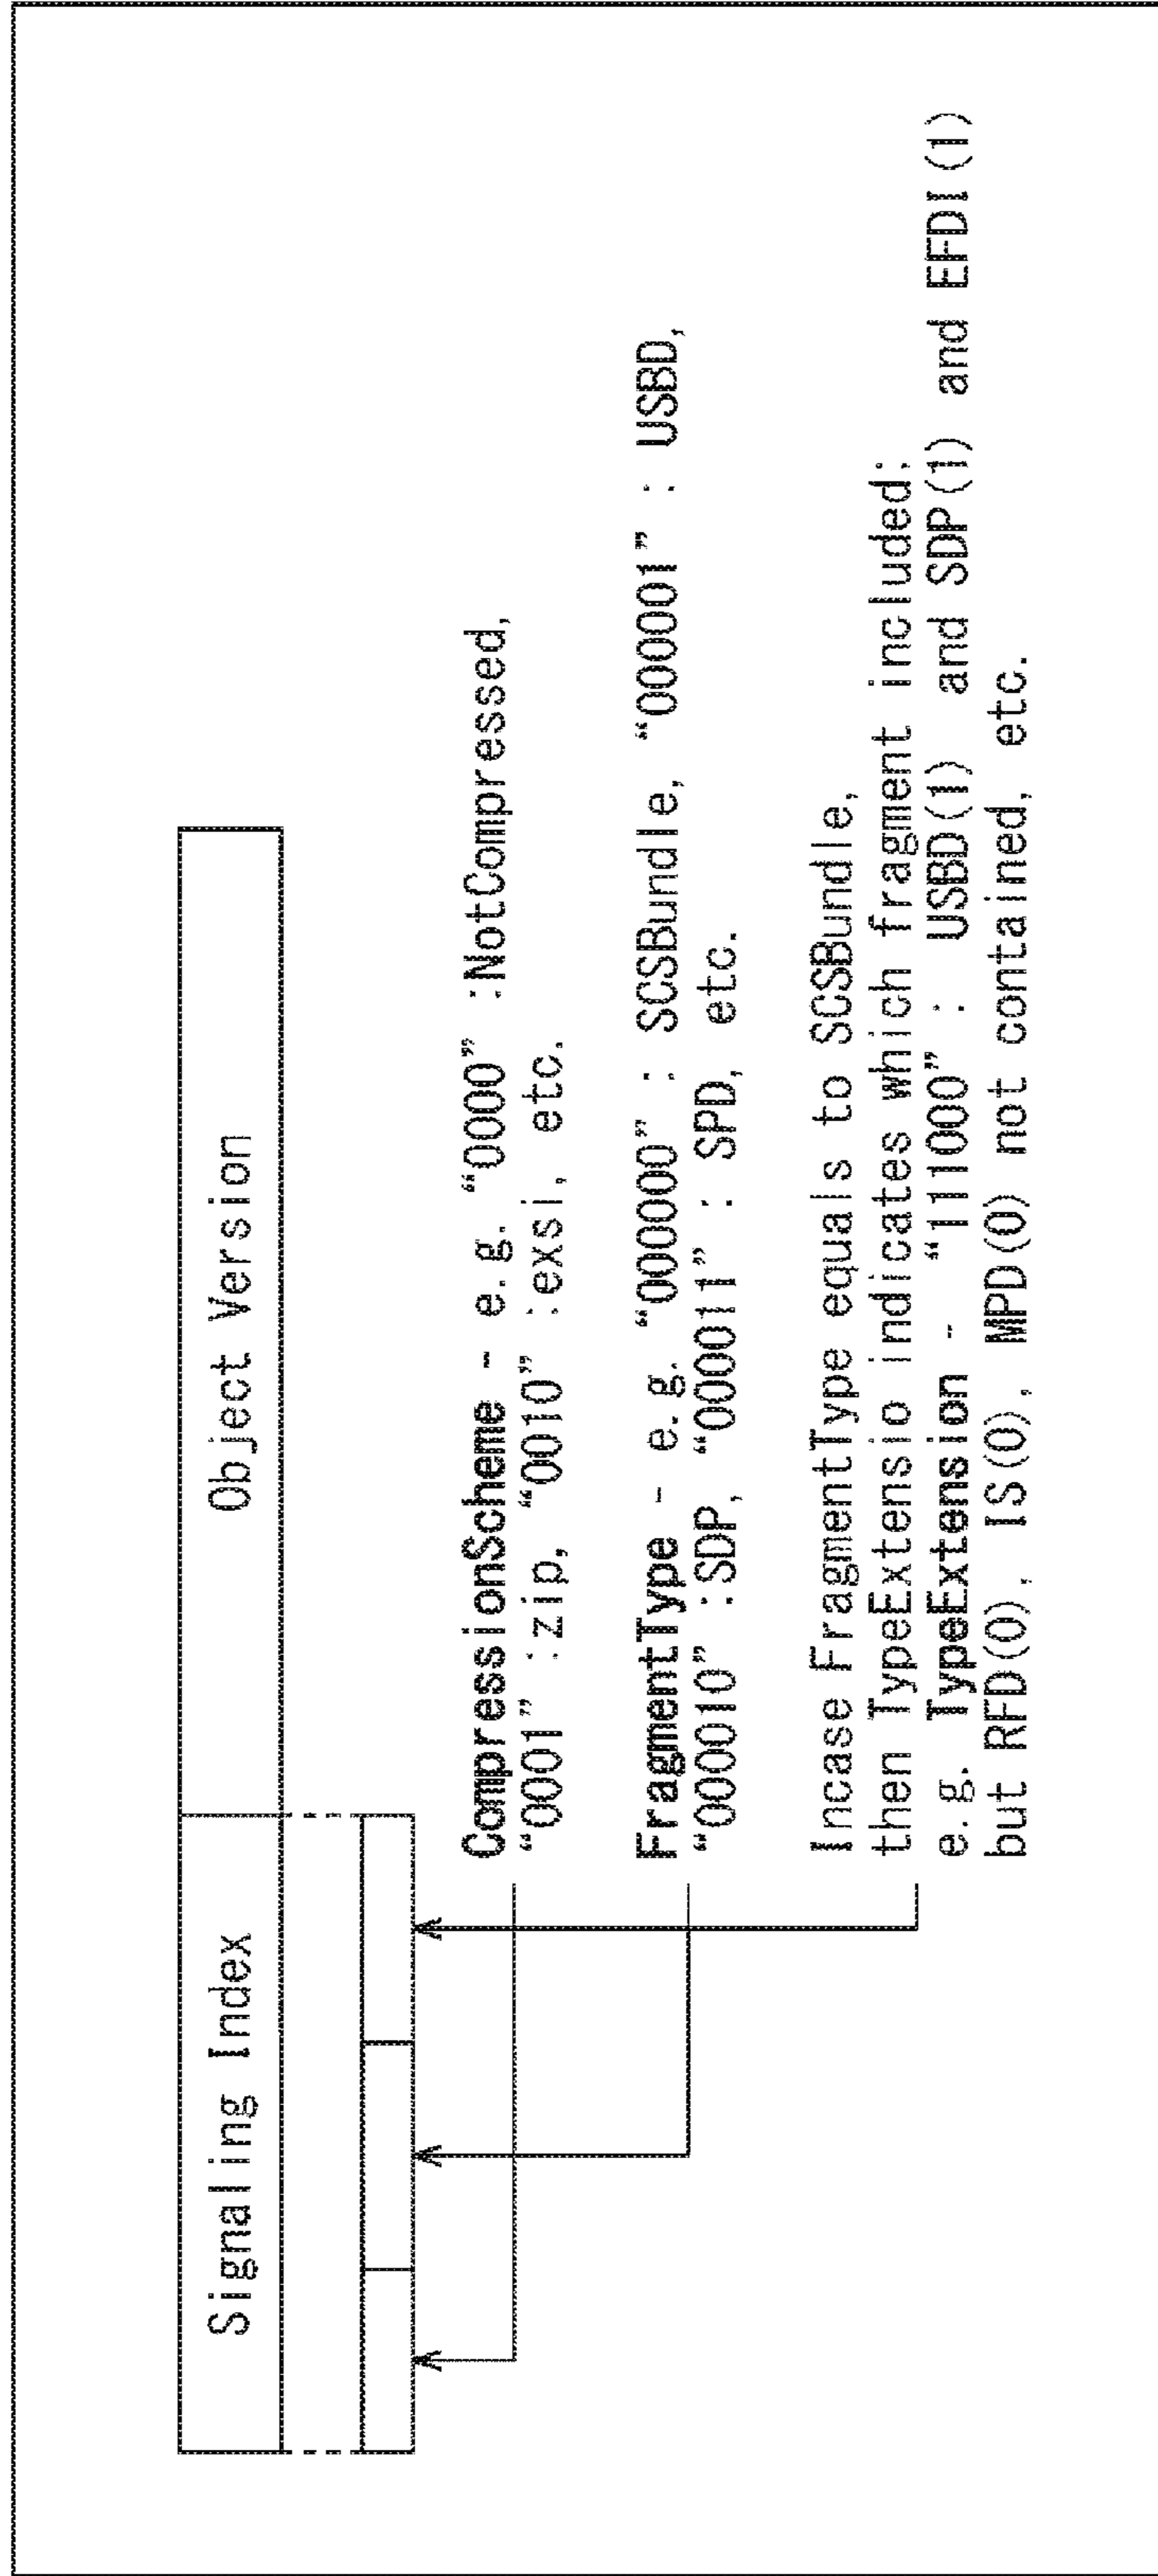 Signaling Index
Object Version
CompressionScheme - e.g. “0000” :NotCompressed,
“0001” :zip, “0010” :exsi, etc.
FragmentType - e.g. “000000” : SCSBundle, “000001” : USBD,
“000010” :SDP, “000011” : SPD, etc.
Incase FragmentType equals to SCSBundle,
then TypeExtensio indicates which fragment included;
e.g. TypeExtension - “111000” : USBD(1) and SDP(1) and EFDI(1)
but RFD(0), IS(0), MPD(0) not contained, etc.